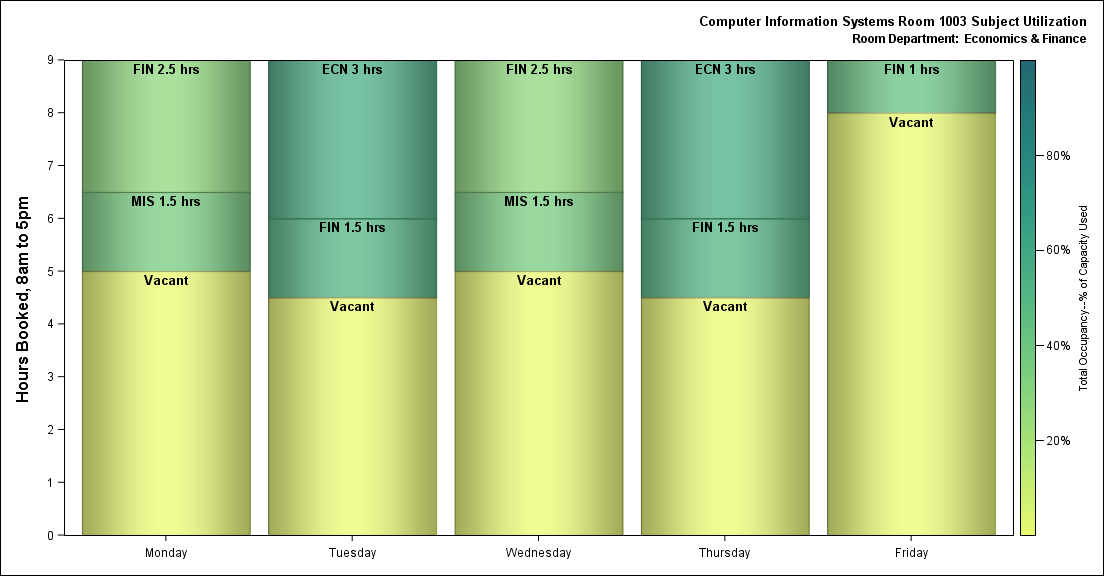 Computer Information Systems Room 1003 Subject Utilization
Room Department: Economics & Finance
Hours Booked, 8am to 5pm
9
8
7
6
5
4
3
2
1
0
FIN 2.5 hrs
MIS 1.5 hrs
Vacant
ECN 3 hrs
FIN 1.5 hrs
Vacant
FIN 2.5 hrs
MIS 1.5 hrs
Vacant
ECN 3 hrs
FIN 1.5 hrs
Vacant
FIN 1 hrs
Vacant
Monday
Tuesday
Wednesday
Thursday
Friday
80%
60%
40%
20%
Total Occupancy--% of Capacity Used